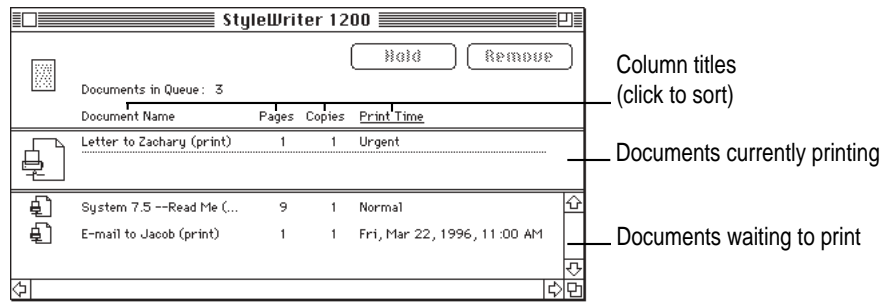 StyleWriter 1200
Hold Remove
Documents in Queue: 3
Document Name Pages Copies Print Time
Column titles
(click to sort)
Letter to Zachary (print) 1 1 Urgent
Documents currently printing
System 7.5 --Read Me (... 9 1 Normal
E-mail to Jacob (print) 1 1 Fri, Mar 22, 1996, 11:00 AM
Documents waiting to print